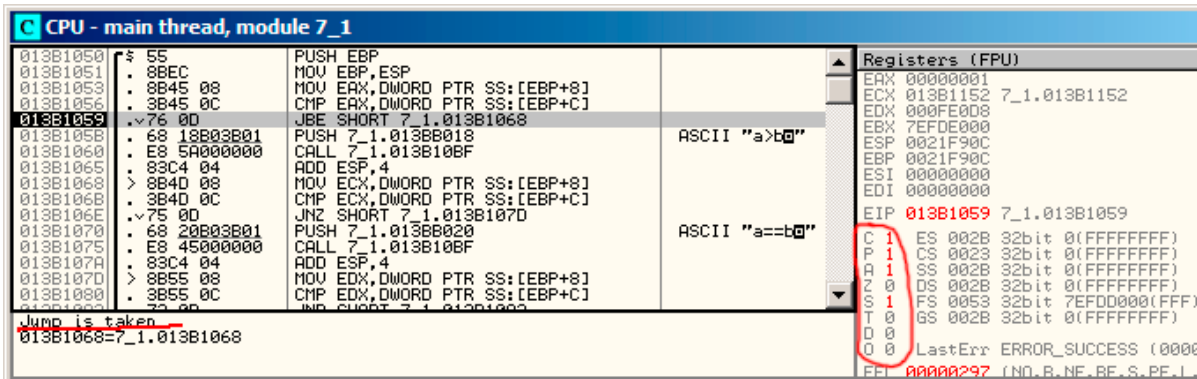 C CPU - main thread, module 7_1
013B1050 $ 55 PUSH EBP
013B1051 . 8BEC MOV EBP,ESP
013B1053 . 8B45 08 MOV EAX,DWORD PTR SS:[EBP+8]
013B1056 . 3B45 0C CMP EAX,DWORD PTR SS:[EBP+C]
013B1059 .v76 0D JBE SHORT 7_1.013B1068
013B105B . 68 18B03B01 PUSH 7_1.013BB018 ASCII "a>b◙"
013B1060 . E8 5A000000 CALL 7_1.013B10BF
013B1065 . 83C4 04 ADD ESP,4
013B1068 > 8B4D 08 MOV ECX,DWORD PTR SS:[EBP+8]
013B106B . 3B4D 0C CMP ECX,DWORD PTR SS:[EBP+C]
013B106E .v75 0D JNZ SHORT 7_1.013B107D
013B1070 . 68 20B03B01 PUSH 7_1.013BB020 ASCII "a==b◙"
013B1075 . E8 45000000 CALL 7_1.013B10BF
013B107A . 83C4 04 ADD ESP,4
013B107D > 8B55 08 MOV EDX,DWORD PTR SS:[EBP+8]
013B1080 . 3B55 0C CMP EDX,DWORD PTR SS:[EBP+C]
Jump is taken
013B1068=7_1.013B1068
Registers (FPU)
EAX 00000001
ECX 013B1152 7_1.013B1152
EDX 000FE0D8
EBX 7EFDE000
ESP 0021F90C
EBP 0021F90C
ESI 00000000
EDI 00000000
EIP 013B1059 7_1.013B1059
C 1 ES 002B 32bit 0(FFFFFFFF)
P 1 CS 0023 32bit 0(FFFFFFFF)
A 1 SS 002B 32bit 0(FFFFFFFF)
Z 0 DS 002B 32bit 0(FFFFFFFF)
S 1 FS 0053 32bit 7EFDD000(FFF)
T 0 GS 002B 32bit 0(FFFFFFFF)
D 0
O 0 LastErr ERROR_SUCCESS (0000
EFL 00000297 (NO,B,NE,BE,S,PE,L,